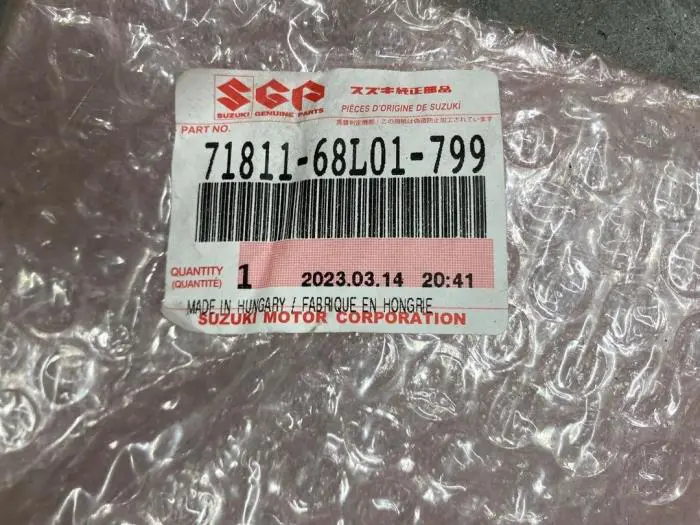 SGP
SUZUKI GENUINE PARTS
スズキ純正部品
PIÈCES D'ORIGINE DE SUZUKI
PART NO.
71811-68L01-799
QUANTITY 1 2023.03.14 20:41
(QUANTITÉ)
MADE IN HUNGARY / FABRIQUE EN HONGRIE
SUZUKI MOTOR CORPORATION